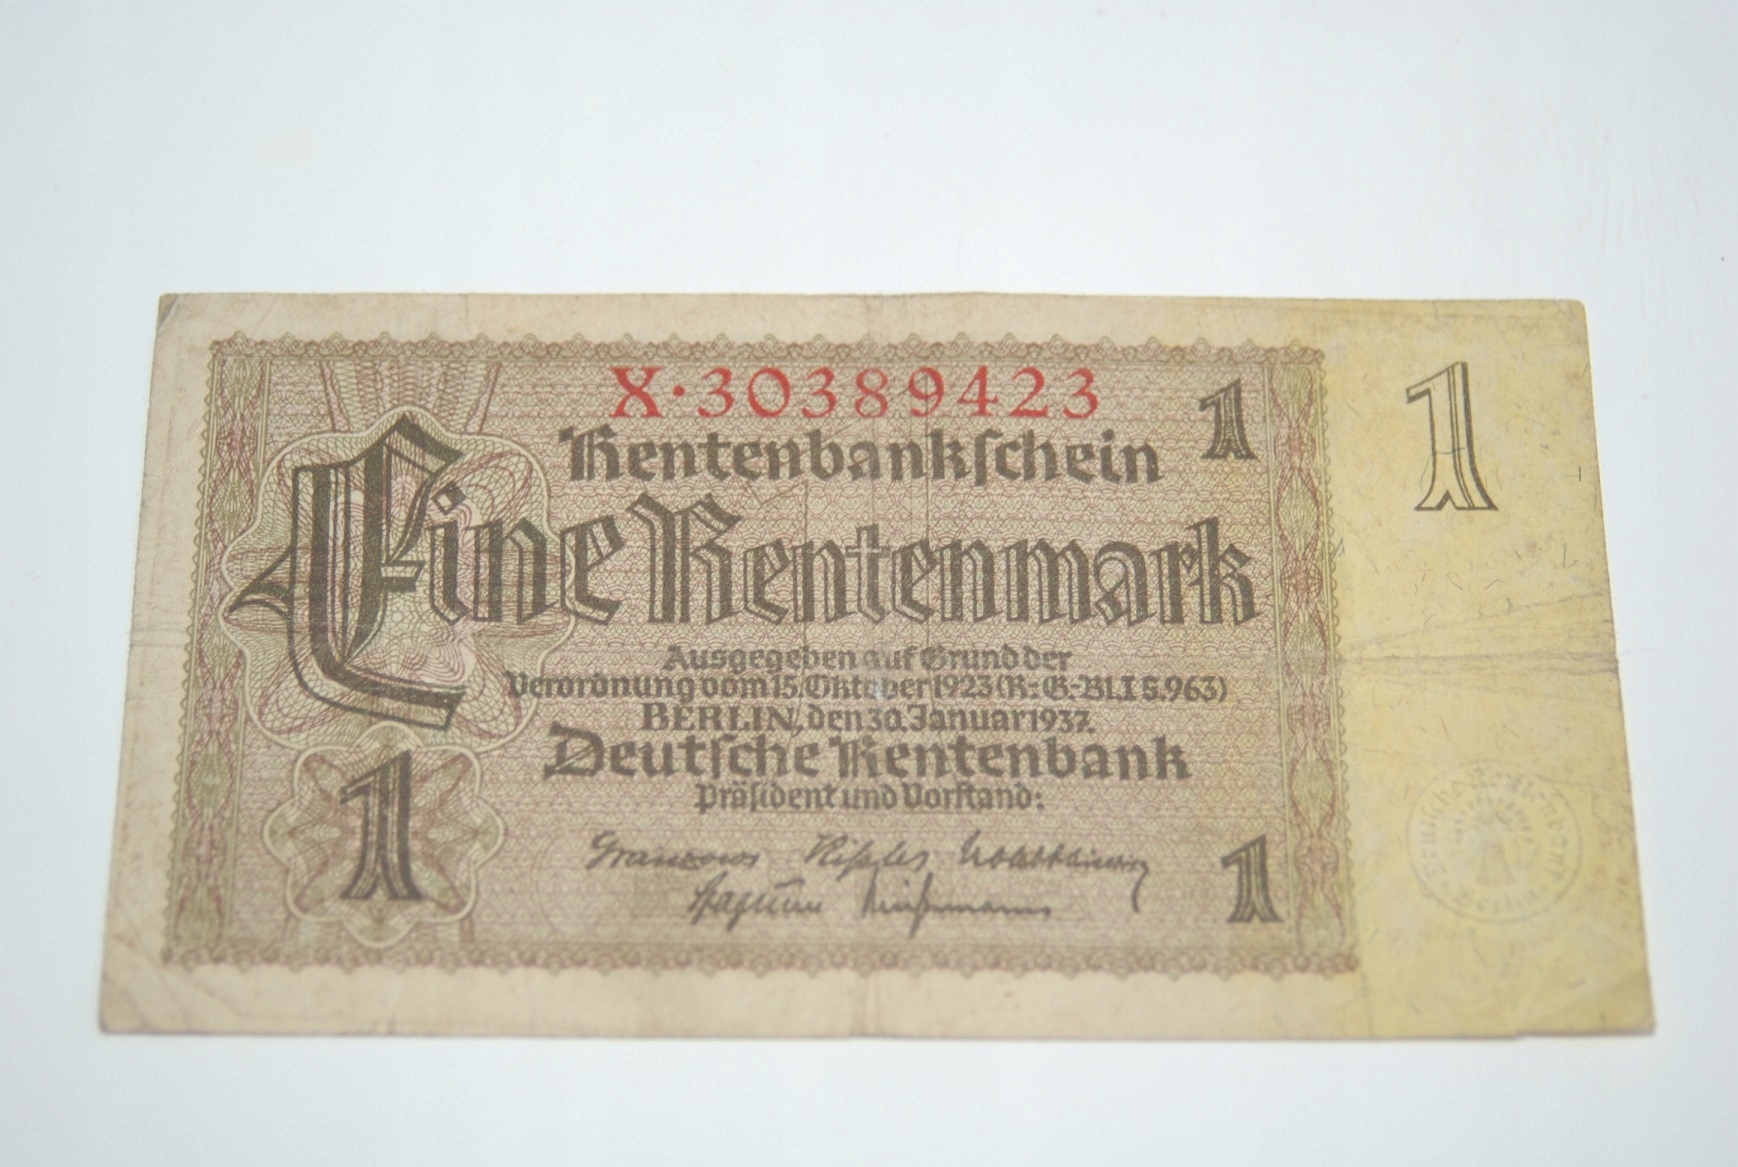 X·30389423
1
1
Rentenbankſchein
Eine Rentenmark
Ausgegeben auf Grund der
Verordnung vom 15. Oktober 1923 (R.-G.-Bl. I S. 963)
BERLIN, den 30. Januar 1937.
Deutſche Rentenbank
1
Präſident und Vorſtand:
1